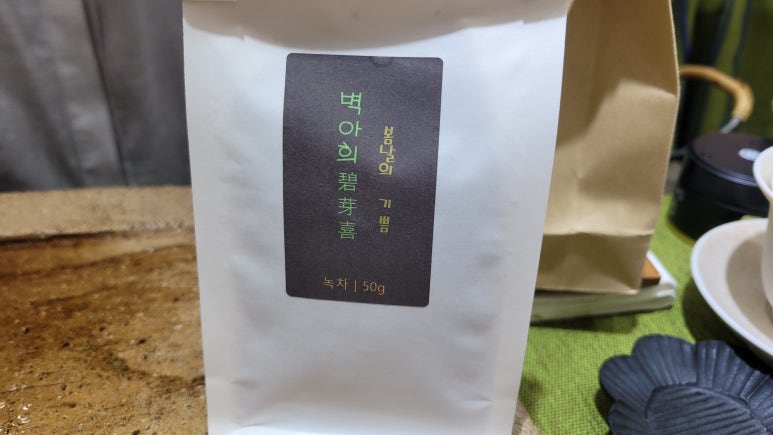 벽아희 碧芽喜
봄날의 기쁨
녹차 | 50g